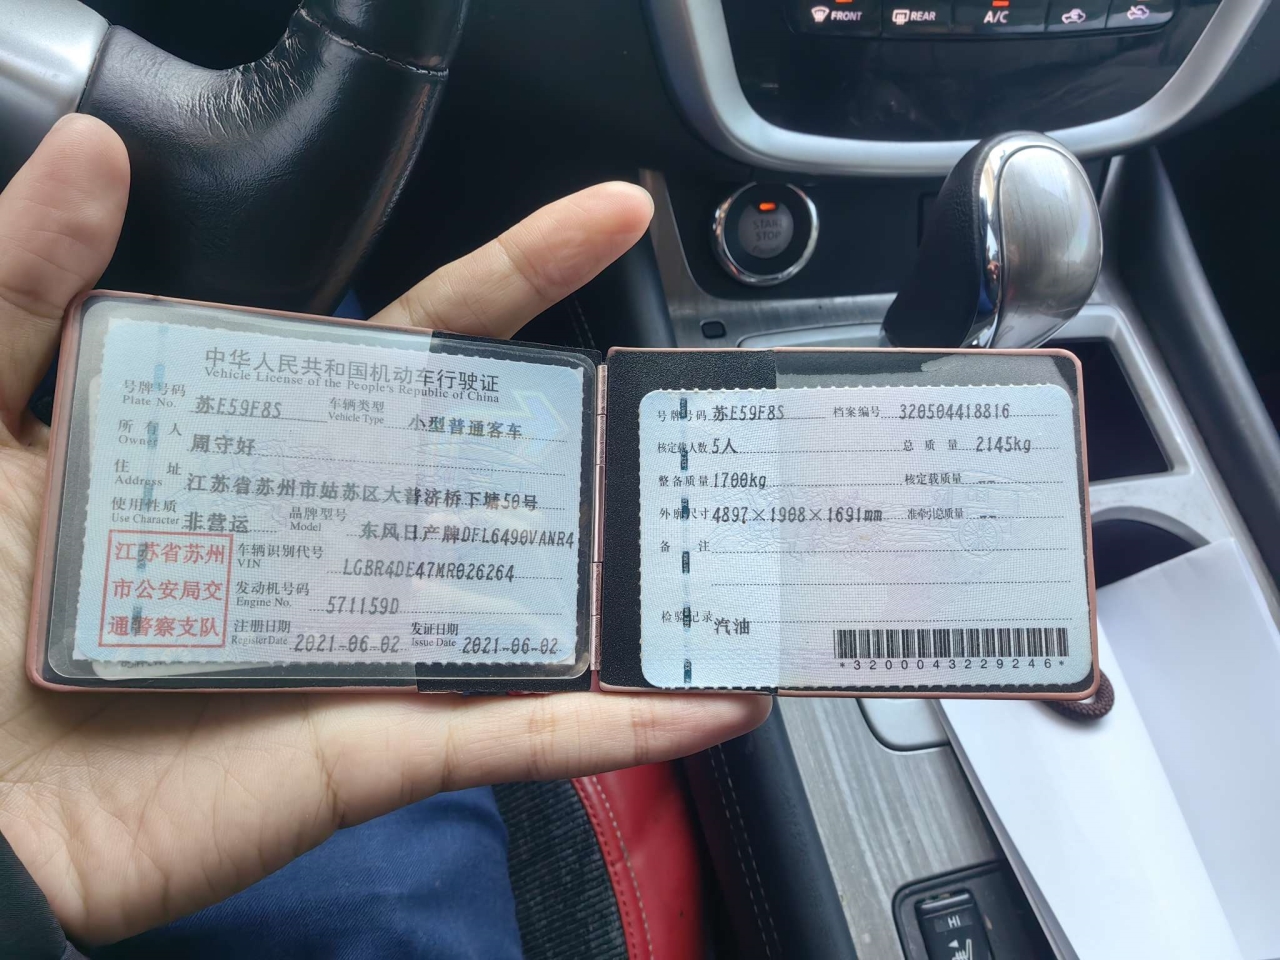 FRONT
REAR
A/C
START
STOP
中华人民共和国机动车行驶证
Vehicle License of the People's Republic of China
号牌号码 苏E59F8S 车辆类型 小型普通客车
Plate No. Vehicle Type
所有人 周守好
Owner
住址 江苏省苏州市姑苏区大普济桥下塘50号
Address
使用性质 非营运 品牌型号 东风日产牌DFL6490VANR4
Use Character Model
江苏省苏州
市公安局交
通警察支队
车辆识别代号 LGBR4DE47MR026264
VIN
发动机号码 571159D
Engine No.
注册日期 2021-06-02 发证日期 2021-06-02
Register Date Issue Date
号牌号码 苏E59F8S 档案编号 320504418816
核定载人数 5人 总质量 2145kg
整备质量 1700kg 核定载质量 --
外廓尺寸 4897×1908×1691mm 准牵引总质量 --
备注
检验记录 汽油
*3200043229246*
HI